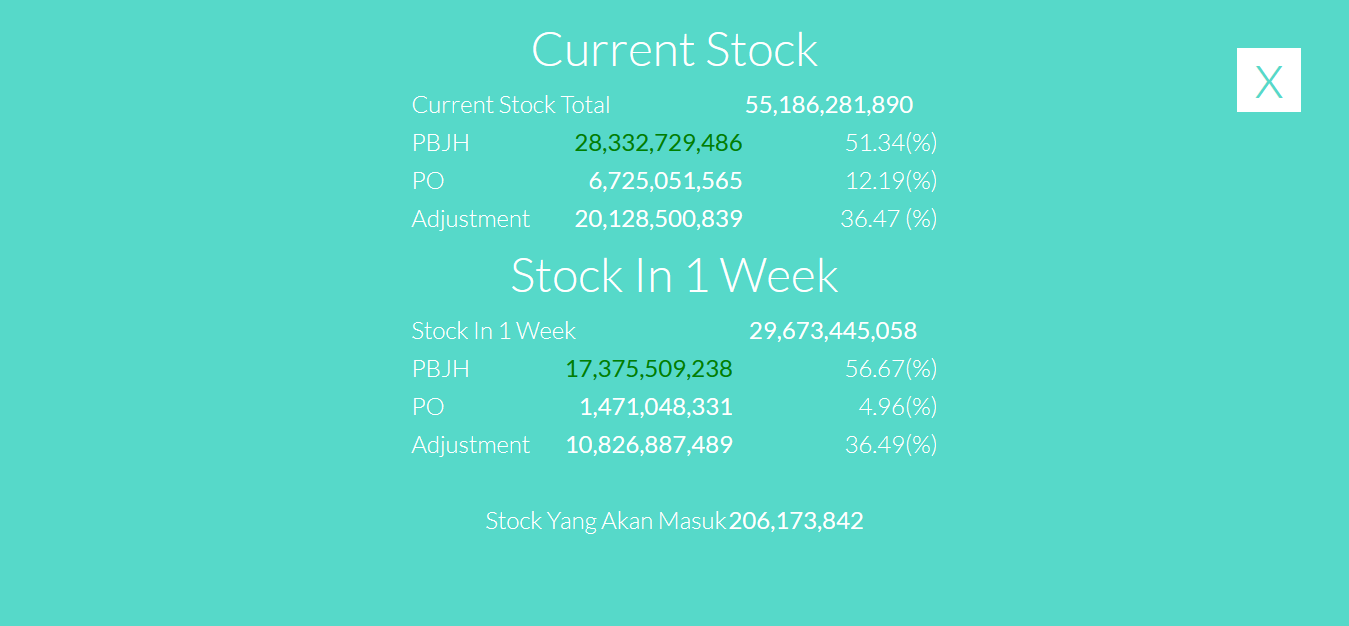 Current Stock
X
Current Stock Total 55,186,281,890
PBJH 28,332,729,486 51.34(%)
PO 6,725,051,565 12.19(%)
Adjustment 20,128,500,839 36.47 (%)
Stock In 1 Week
Stock In 1 Week 29,673,445,058
PBJH 17,375,509,238 56.67(%)
PO 1,471,048,331 4.96(%)
Adjustment 10,826,887,489 36.49(%)
Stock Yang Akan Masuk 206,173,842